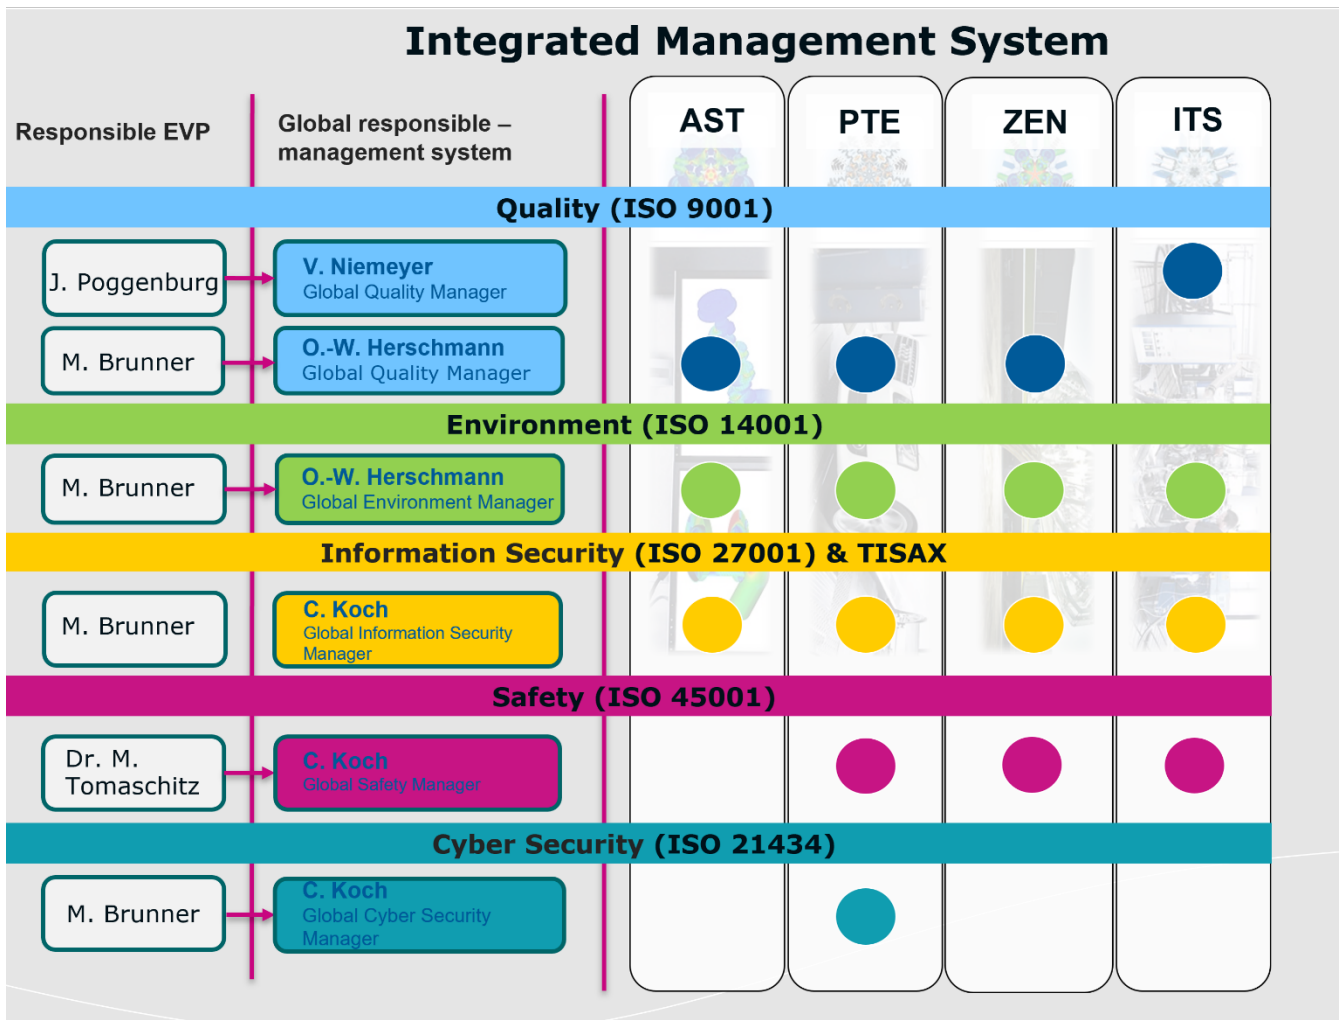 Integrated Management System
Responsible EVP
Global responsible –
management system
AST
PTE
ZEN
ITS
Quality (ISO 9001)
J. Poggenburg
V. Niemeyer
Global Quality Manager
M. Brunner
O.-W. Herschmann
Global Quality Manager
Environment (ISO 14001)
M. Brunner
O.-W. Herschmann
Global Environment Manager
Information Security (ISO 27001) & TISAX
M. Brunner
C. Koch
Global Information Security
Manager
Safety (ISO 45001)
Dr. M.
Tomaschitz
C. Koch
Global Safety Manager
Cyber Security (ISO 21434)
M. Brunner
C. Koch
Global Cyber Security
Manager